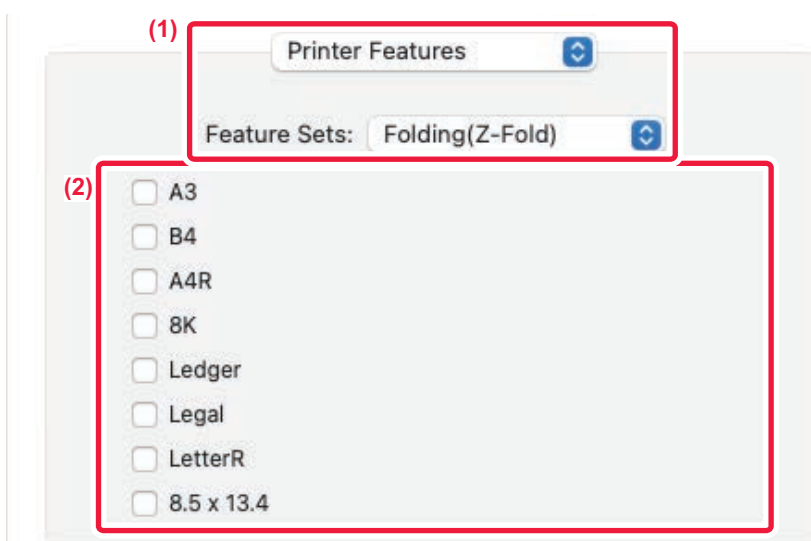 (1)
Printer Features
Feature Sets: Folding(Z-Fold)
(2)
A3
B4
A4R
8K
Ledger
Legal
LetterR
8.5 x 13.4